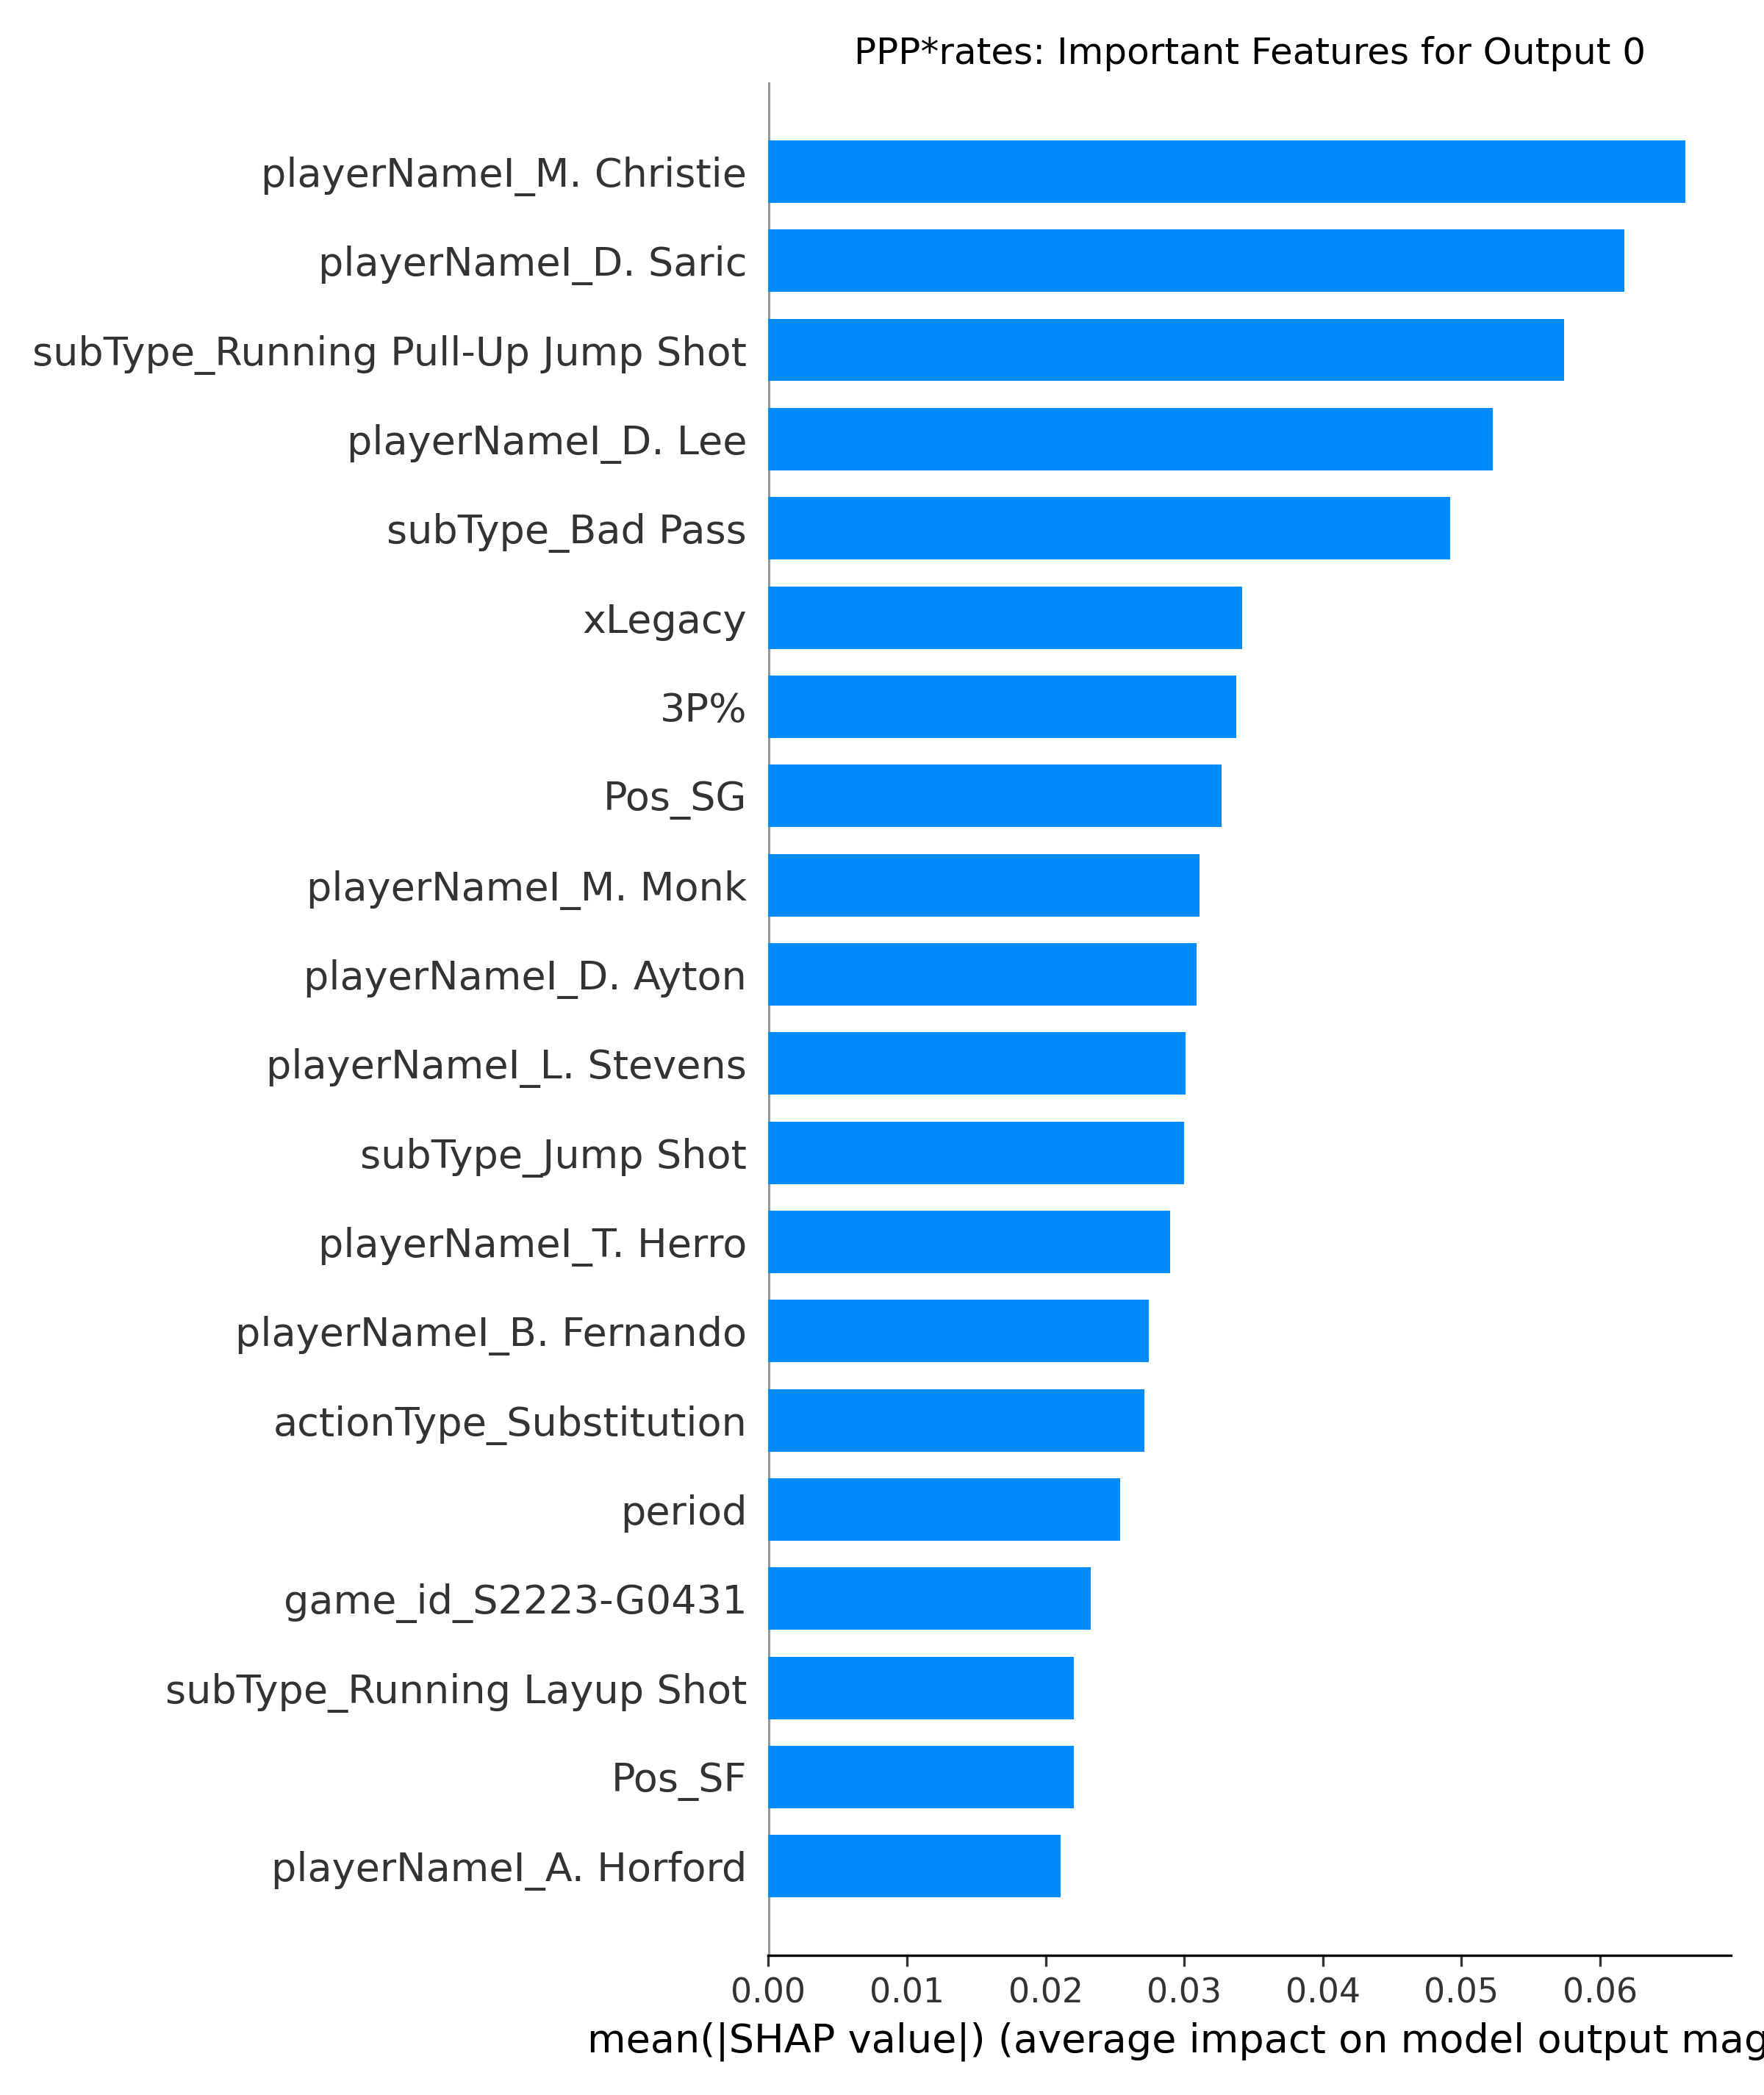 PPP*rates: Important Features for Output 0
playerNameI_M. Christie
playerNameI_D. Saric
subType_Running Pull-Up Jump Shot
playerNameI_D. Lee
subType_Bad Pass
xLegacy
3P%
Pos_SG
playerNameI_M. Monk
playerNameI_D. Ayton
playerNameI_L. Stevens
subType_Jump Shot
playerNameI_T. Herro
playerNameI_B. Fernando
actionType_Substitution
period
game_id_S2223-G0431
subType_Running Layup Shot
Pos_SF
playerNameI_A. Horford
0.00 0.01 0.02 0.03 0.04 0.05 0.06
mean(|SHAP value|) (average impact on model output mag